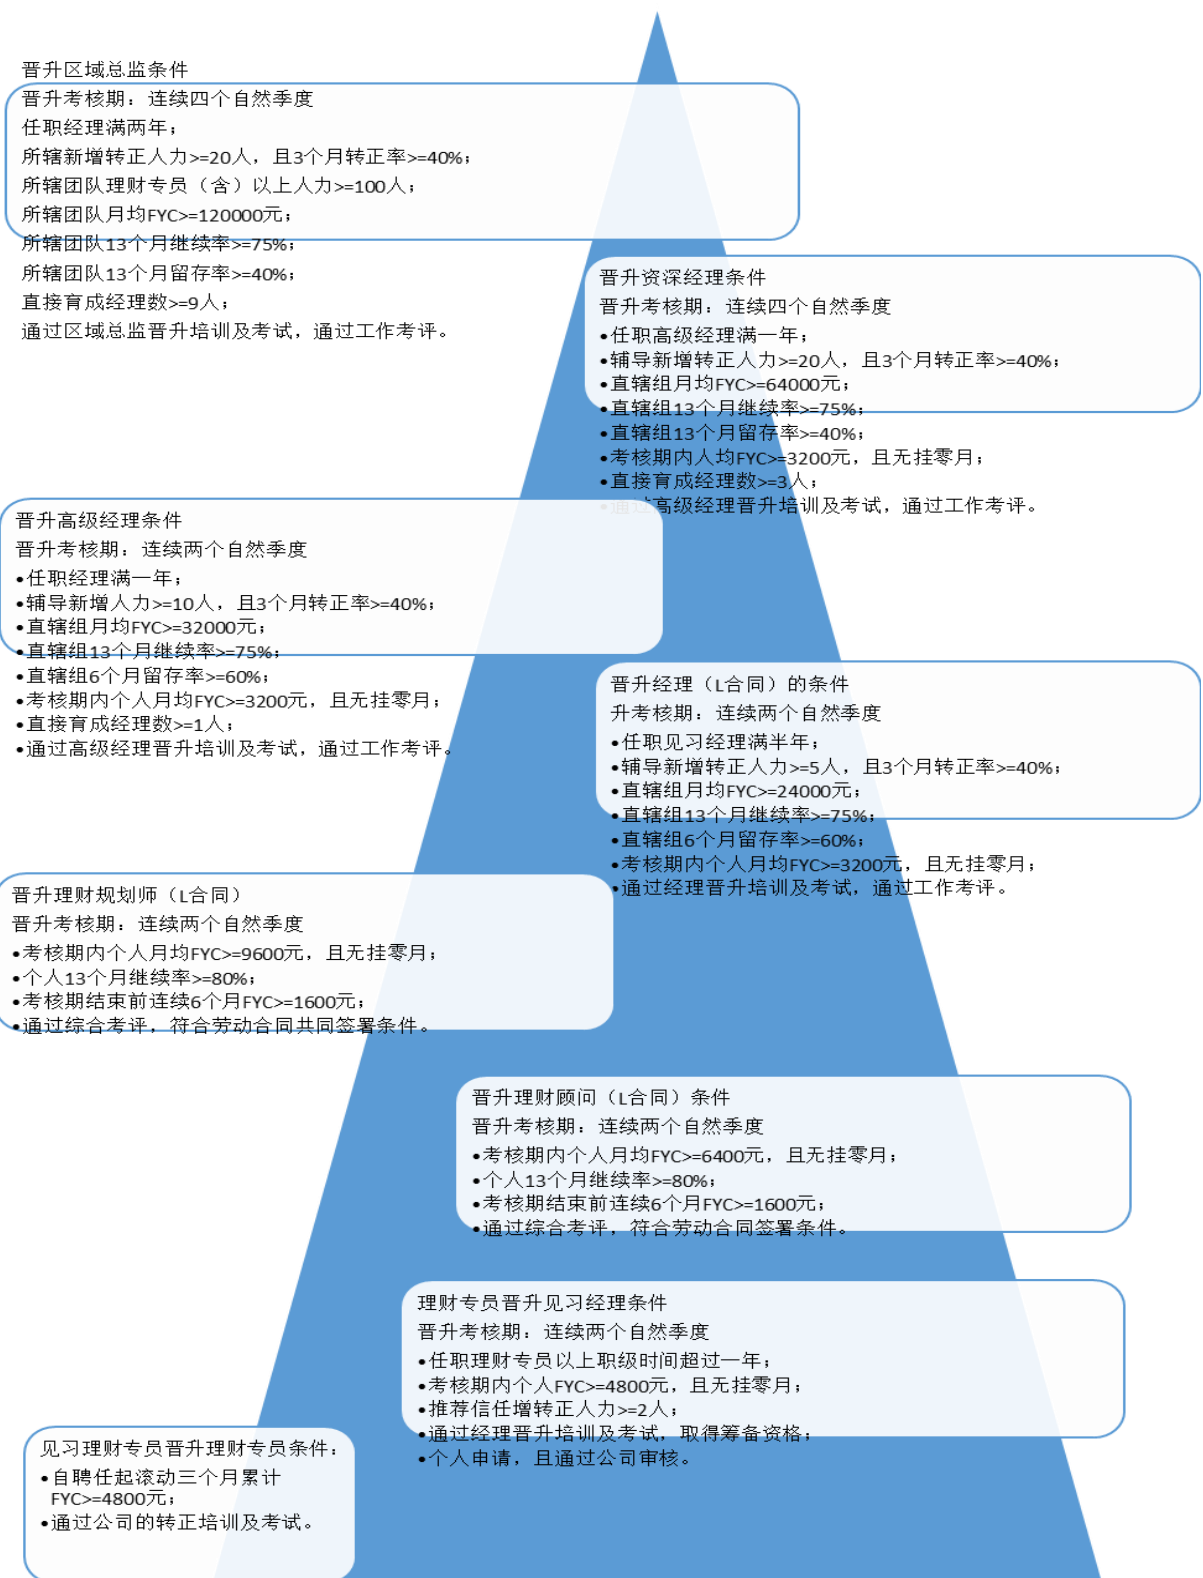 晋升区域总监条件
晋升考核期：连续四个自然季度
任职经理满两年；
所辖新增转正人力>=20人，且3个月转正率>=40%；
所辖团队理财专员（含）以上人力>=100人；
所辖团队月均FYC>=120000元；
所辖团队13个月继续率>=75%；
所辖团队13个月留存率>=40%；
直接育成经理数>=9人；
通过区域总监晋升培训及考试，通过工作考评。
晋升资深经理条件
晋升考核期：连续四个自然季度
•任职高级经理满一年；
•辅导新增转正人力>=20人，且3个月转正率>=40%；
•直辖组月均FYC>=64000元；
•直辖组13个月继续率>=75%；
•直辖组13个月留存率>=40%；
•考核期内人均FYC>=3200元，且无挂零月；
•直接育成经理数>=3人；
•通过高级经理晋升培训及考试，通过工作考评。
晋升高级经理条件
晋升考核期：连续两个自然季度
•任职经理满一年；
•辅导新增人力>=10人，且3个月转正率>=40%；
•直辖组月均FYC>=32000元；
•直辖组13个月继续率>=75%；
•直辖组6个月留存率>=60%；
•考核期内个人月均FYC>=3200元，且无挂零月；
•直接育成经理数>=1人；
•通过高级经理晋升培训及考试，通过工作考评。
晋升经理（L合同）的条件
升考核期：连续两个自然季度
•任职见习经理满半年；
•辅导新增转正人力>=5人，且3个月转正率>=40%；
•直辖组月均FYC>=24000元；
•直辖组13个月继续率>=75%；
•直辖组6个月留存率>=60%；
•考核期内个人月均FYC>=3200元，且无挂零月；
•通过经理晋升培训及考试，通过工作考评。
晋升理财规划师（L合同）
晋升考核期：连续两个自然季度
•考核期内个人月均FYC>=9600元，且无挂零月；
•个人13个月继续率>=80%；
•考核期结束前连续6个月FYC>=1600元；
•通过综合考评，符合劳动合同共同签署条件。
晋升理财顾问（L合同）条件
晋升考核期：连续两个自然季度
•考核期内个人月均FYC>=6400元，且无挂零月；
•个人13个月继续率>=80%；
•考核期结束前连续6个月FYC>=1600元；
•通过综合考评，符合劳动合同签署条件。
理财专员晋升见习经理条件
晋升考核期：连续两个自然季度
•任职理财专员以上职级时间超过一年；
•考核期内个人FYC>=4800元，且无挂零月；
•推荐信任增转正人力>=2人；
•通过经理晋升培训及考试，取得筹备资格；
•个人申请，且通过公司审核。
见习理财专员晋升理财专员条件：
•自聘任起滚动三个月累计
FYC>=4800元；
•通过公司的转正培训及考试。